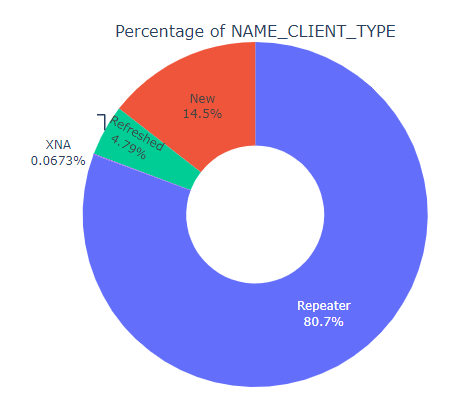 Percentage of NAME_CLIENT_TYPE
New
14.5%
Refreshed
4.79%
XNA
0.0673%
Repeater
80.7%